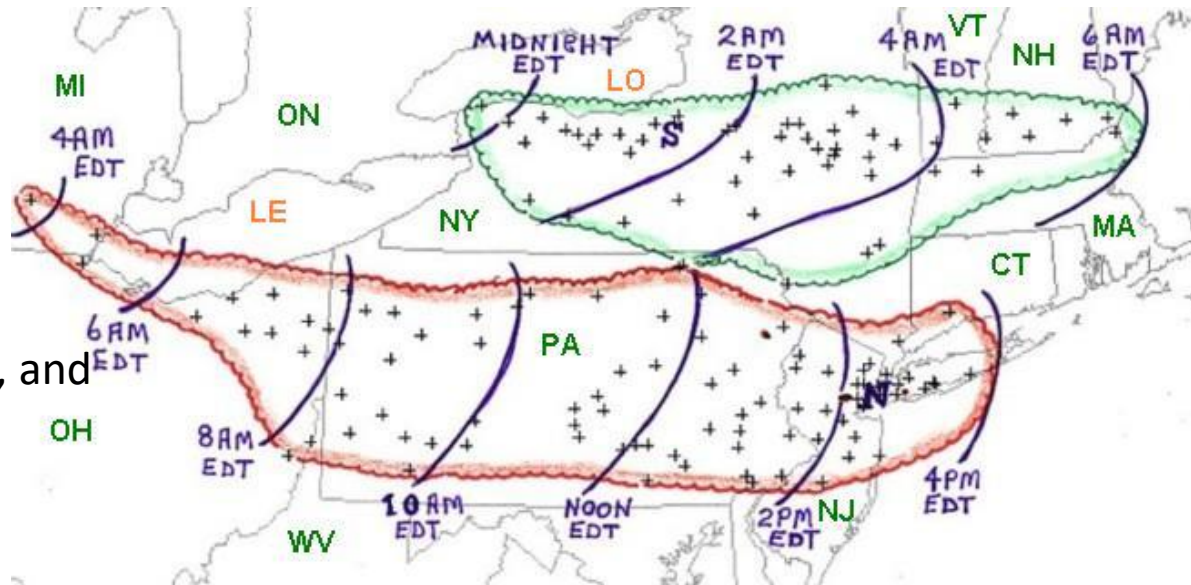 MIDNIGHT
EDT
2AM
EDT
4AM
EDT
VT
NH
6AM
EDT
MI
LO
ON
4AM
EDT
S
LE
NY
MA
CT
6AM
EDT
, and
PA
N
OH
8AM
EDT
10AM
EDT
NOON
EDT
2PM
EDT
NJ
4PM
EDT
WV